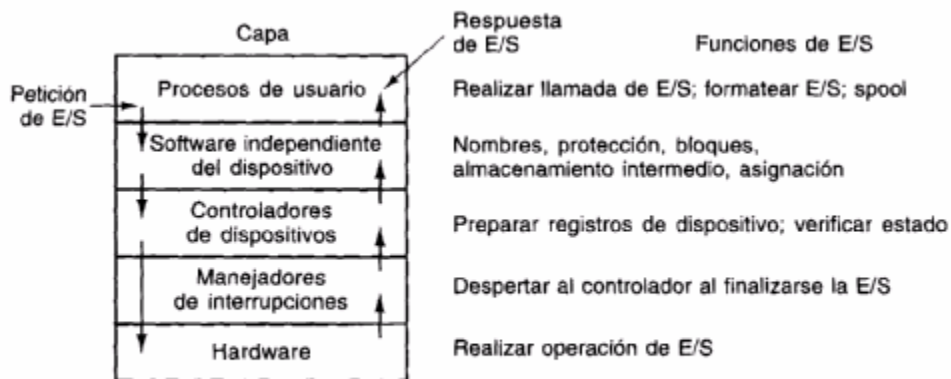 Capa
Respuesta
de E/S
Funciones de E/S
Petición
de E/S
Procesos de usuario
Realizar llamada de E/S; formatear E/S; spool
Software independiente
del dispositivo
Nombres, protección, bloques,
almacenamiento intermedio, asignación
Controladores
de dispositivos
Preparar registros de dispositivo; verificar estado
Manejadores
de interrupciones
Despertar al controlador al finalizarse la E/S
Hardware
Realizar operación de E/S